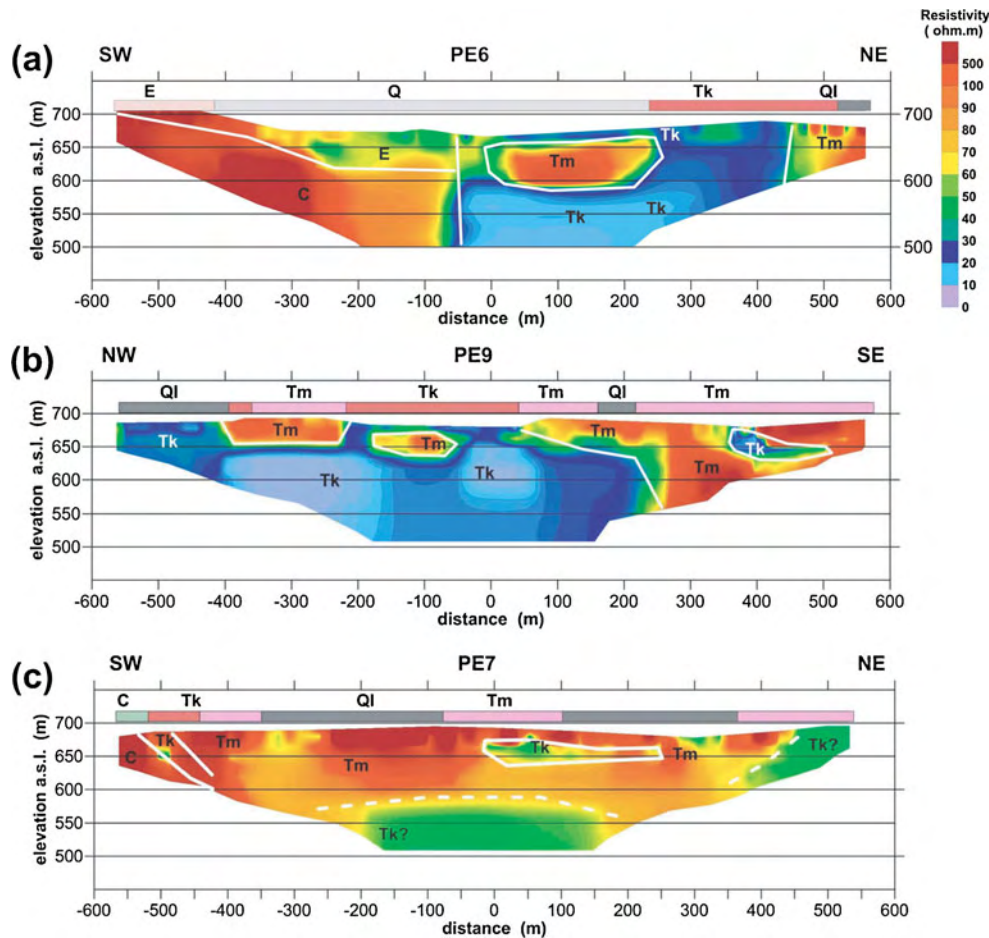 Resistivity
( ohm.m)
500
100
90
80
70
60
50
40
30
20
10
0
(a)
SW PE6 NE
E Q Tk Ql
elevation a.s.l. (m)
700 700
650
600 600
550
500 500
E C Tm Tk Tk Tk Tm
-600 -500 -400 -300 -200 -100 0 100 200 300 400 500 600
distance (m)
(b)
NW PE9 SE
Ql Tm Tk Tm Ql Tm
elevation a.s.l. (m)
700
650
600
550
500
Tk Tm Tk Tm Tk Tm Tm Tk
-600 -500 -400 -300 -200 -100 0 100 200 300 400 500 600
distance (m)
(c)
SW PE7 NE
C Tk Ql Tm
elevation a.s.l. (m)
700
650
600
550
500
C Tk Tm Tm Tk Tm Tk?
Tk?
-600 -500 -400 -300 -200 -100 0 100 200 300 400 500 600
distance (m)